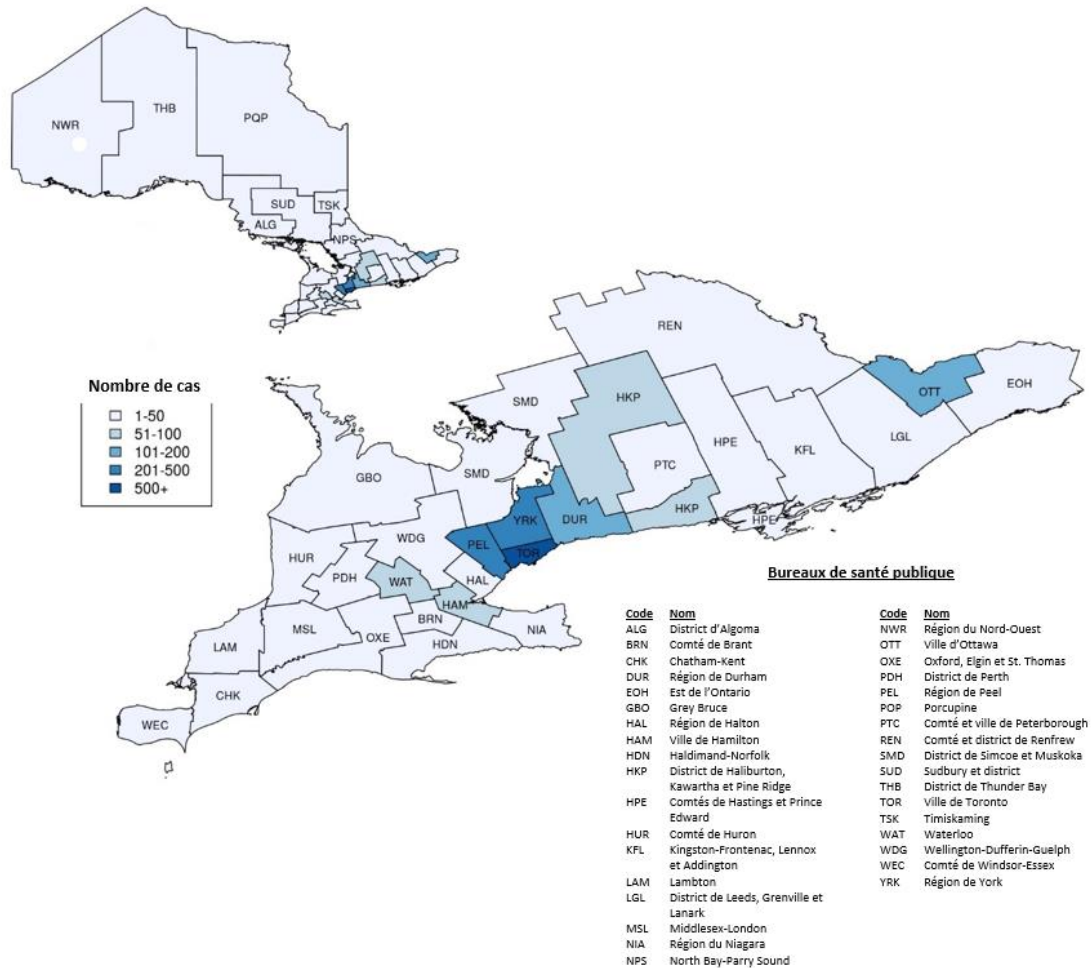 NWR
THB
PQP
SUD
TSK
ALG
NPS
Nombre de cas
1-50
51-100
101-200
201-500
500+
REN
SMD
HKP
OTT
EOH
HPE
KFL
LGL
PTC
GBO
SMD
YRK
DUR
HKP
HPE
WDG
PEL
TOR
HUR
PDH
WAT
HAL
HAM
MSL
OXE
BRN
HDN
NIA
LAM
CHK
WEC
Bureaux de santé publique
Code Nom
ALG District d'Algoma
BRN Comté de Brant
CHK Chatham-Kent
DUR Région de Durham
EOH Est de l'Ontario
GBO Grey Bruce
HAL Région de Halton
HAM Ville de Hamilton
HDN Haldimand-Norfolk
HKP District de Haliburton,
Kawartha et Pine Ridge
HPE Comtés de Hastings et Prince
Edward
HUR Comté de Huron
KFL Kingston-Frontenac, Lennox
et Addington
LAM Lambton
LGL District de Leeds, Grenville et
Lanark
MSL Middlesex-London
NIA Région du Niagara
NPS North Bay-Parry Sound
Code Nom
NWR Région du Nord-Ouest
OTT Ville d'Ottawa
OXE Oxford, Elgin et St. Thomas
PDH District de Perth
PEL Région de Peel
POP Porcupine
PTC Comté et ville de Peterborough
REN Comté et district de Renfrew
SMD District de Simcoe et Muskoka
SUD Sudbury et district
THB District de Thunder Bay
TOR Ville de Toronto
TSK Timiskaming
WAT Waterloo
WDG Wellington-Dufferin-Guelph
WEC Comté de Windsor-Essex
YRK Région de York